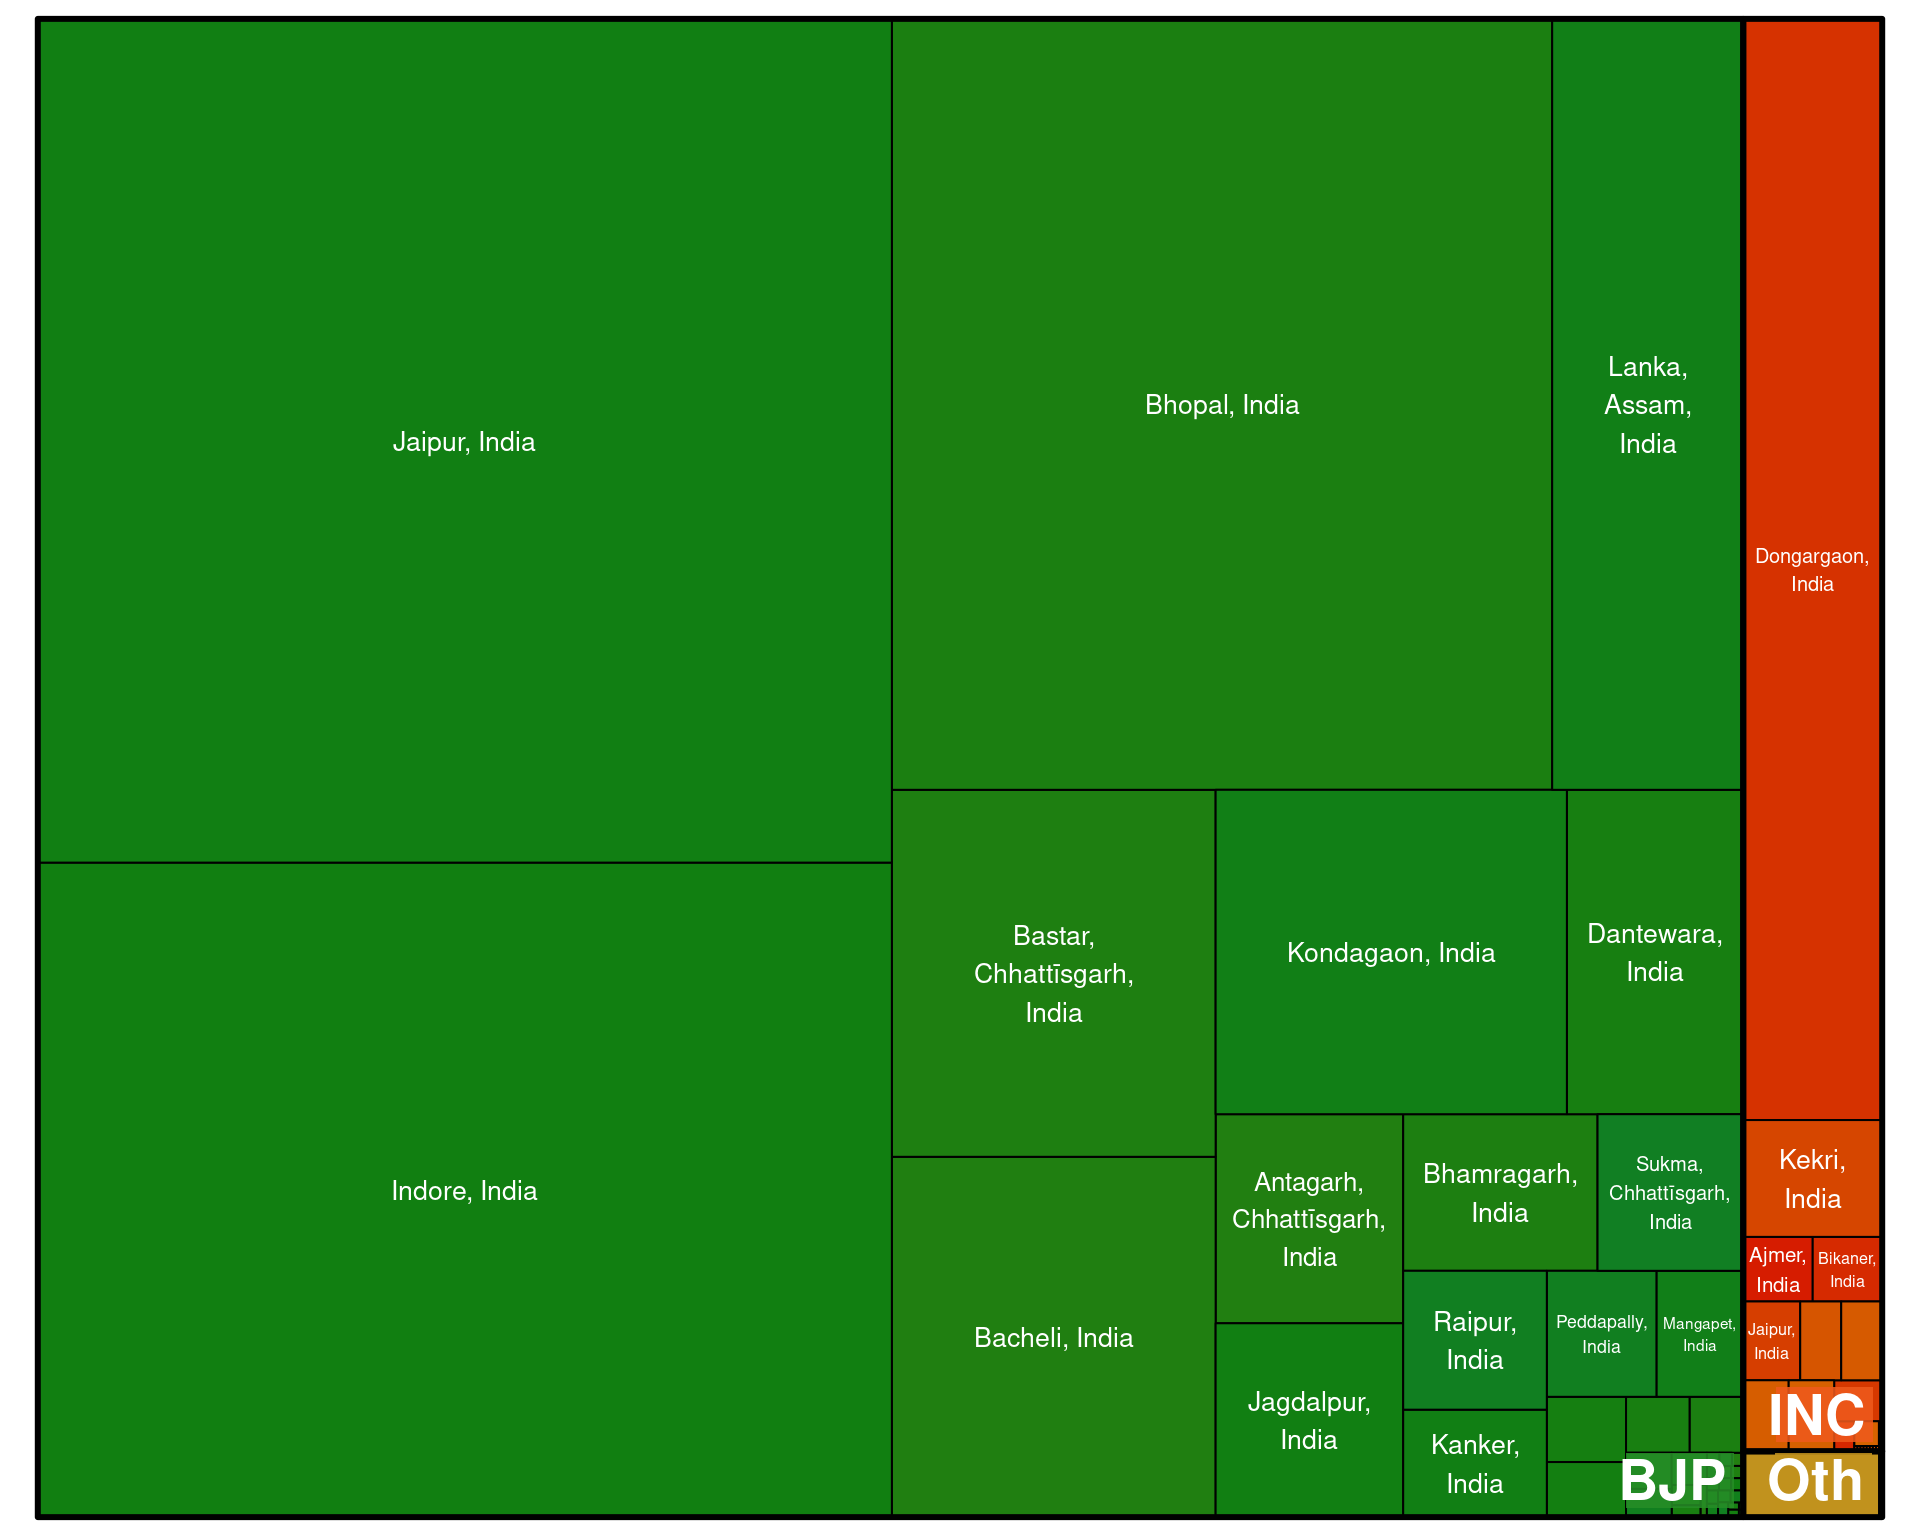 Jaipur, India
Indore, India
Bhopal, India
Lanka,
Assam,
India
Bastar,
Chhattīsgarh,
India
Kondagaon, India
Dantewara,
India
Bacheli, India
Antagarh,
Chhattīsgarh,
India
Bhamragarh,
India
Sukma,
Chhattīsgarh,
India
Jagdalpur,
India
Raipur,
India
Peddapally,
India
Mangapet,
India
Kanker,
India
BJP
Dongargaon,
India
Kekri,
India
Ajmer,
India
Bikaner,
India
Jaipur,
India
INC
Oth